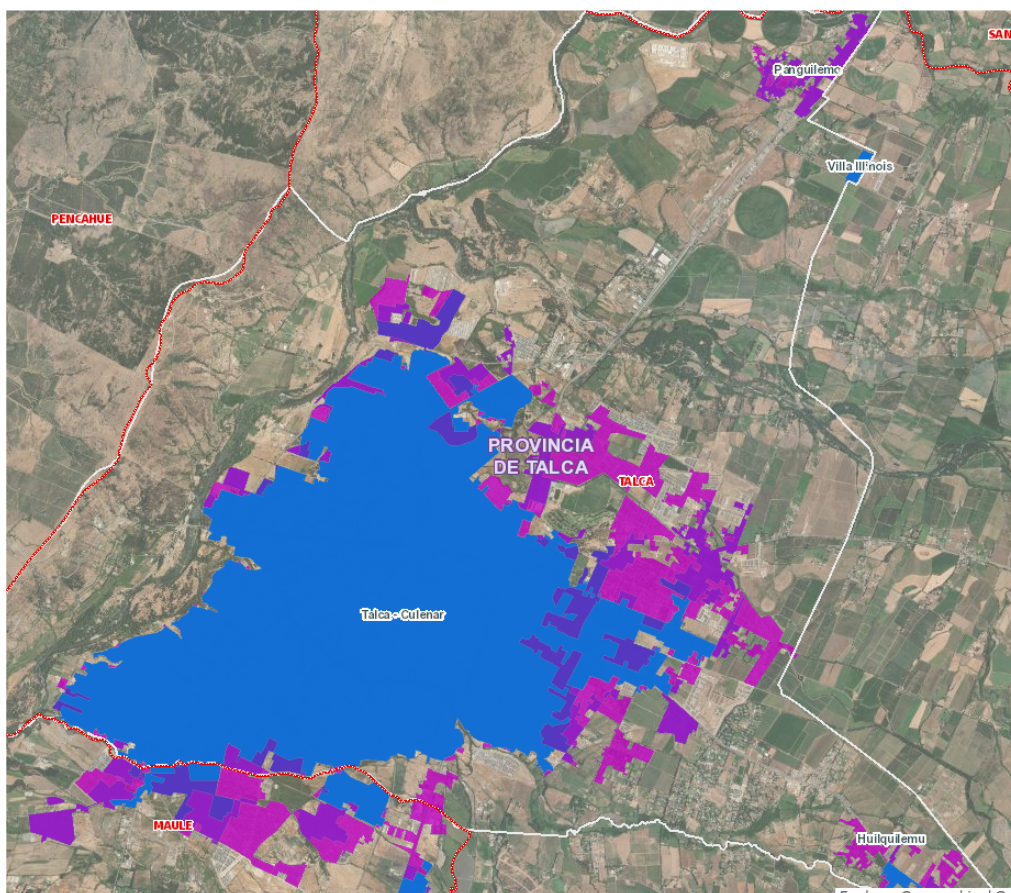 SAN
Panguilemo
Villa Illinois
PENCAHUE
PROVINCIA
DE TALCA
TALCA
Talca - Culenar
MAULE
Huilquilemu